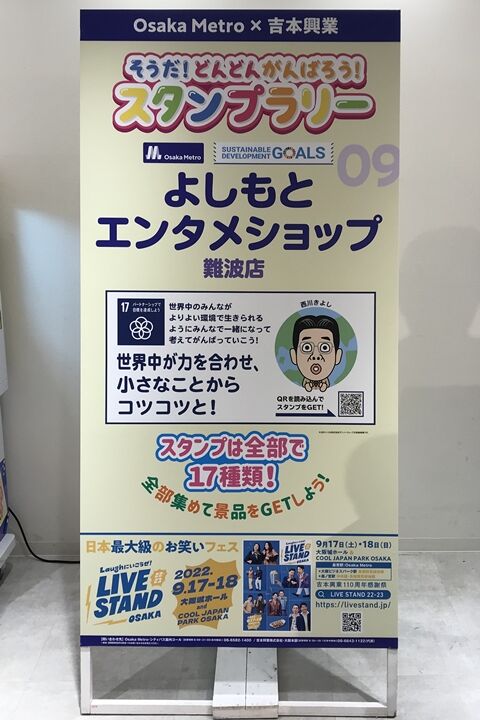 Osaka Metro × 吉本興業
そうだ！どんどんがんばろう！
スタンプラリー
Osaka Metro
SUSTAINABLE
DEVELOPMENT GOALS
09
よしもと
エンタメショップ
難波店
17 パートナーシップで
目標を達成しよう
世界中のみんなが
よりよい環境で生きられる
ようにみんなで一緒になって
考えてがんばっていこう！
世界中が力を合わせ、
小さなことから
コツコツと！
西川きよし
QRを読み込んで
スタンプをGET!
スタンプは全部で
17種類！
全部集めて景品をGETしよう！
日本最大級のお笑いフェス
Laughにいこうぜ!
LIVE
STAND
OSAKA
2022.
9.17-18
大阪城ホール
and
COOL JAPAN
PARK OSAKA
LIVE
STAND
9月17日(土)・18日(日)
大阪城ホール&
COOL JAPAN PARK OSAKA
吉本興業110周年感謝祭
LIVE STAND 22-23
https://livestand.jp/